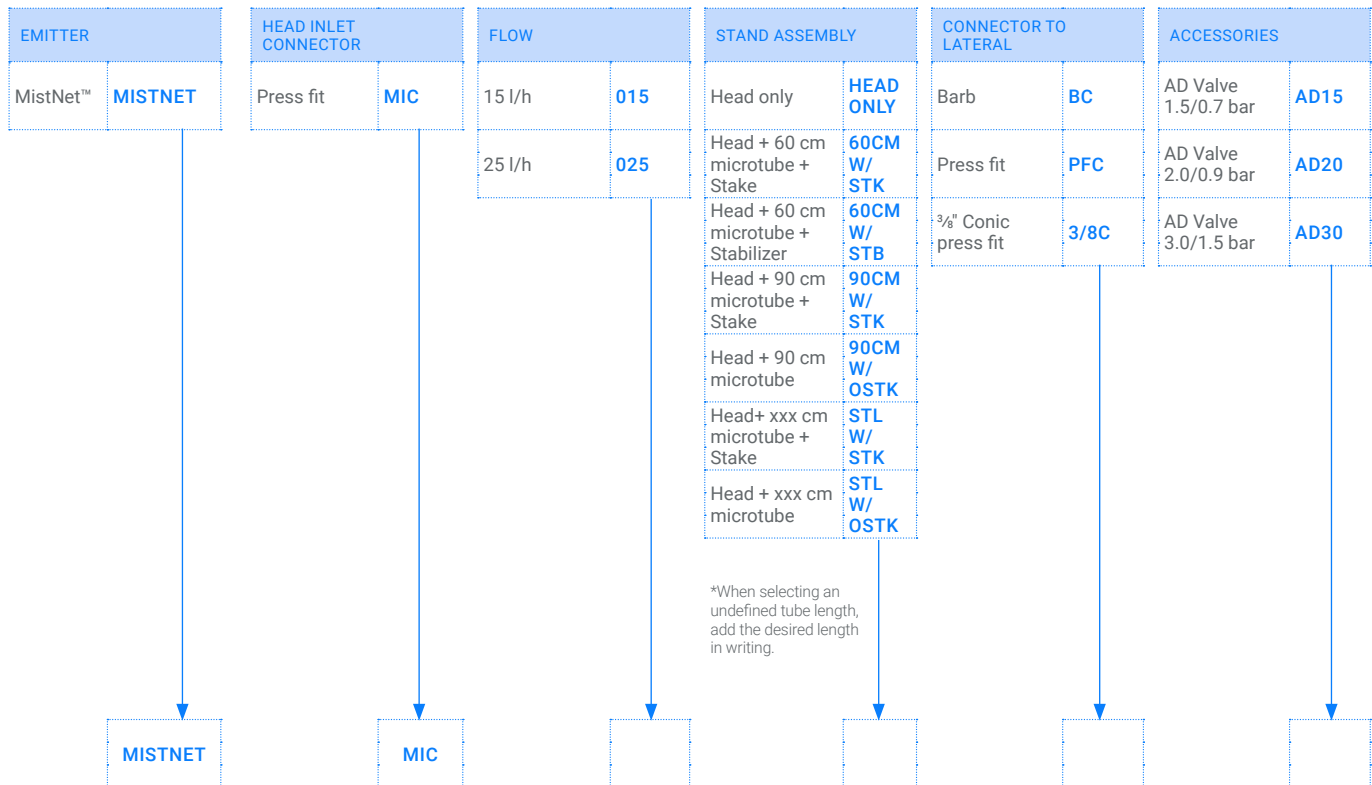 EMITTER
MistNet™ MISTNET
HEAD INLET
CONNECTOR
Press fit MIC
FLOW
15 l/h 015
25 l/h 025
STAND ASSEMBLY
Head only HEAD
ONLY
Head + 60 cm
microtube +
Stake
60CM
W/
STK
Head + 60 cm
microtube +
Stabilizer
60CM
W/
STB
Head + 90 cm
microtube +
Stake
90CM
W/
STK
Head + 90 cm
microtube
90CM
W/
OSTK
Head+ xxx cm
microtube +
Stake
STL
W/
STK
Head + xxx cm
microtube
STL
W/
OSTK
*When selecting an
undefined tube length,
add the desired length
in writing.
CONNECTOR TO
LATERAL
Barb BC
Press fit PFC
⅜" Conic
press fit
3/8C
ACCESSORIES
AD Valve
1.5/0.7 bar
AD15
AD Valve
2.0/0.9 bar
AD20
AD Valve
3.0/1.5 bar
AD30
MISTNET
MIC